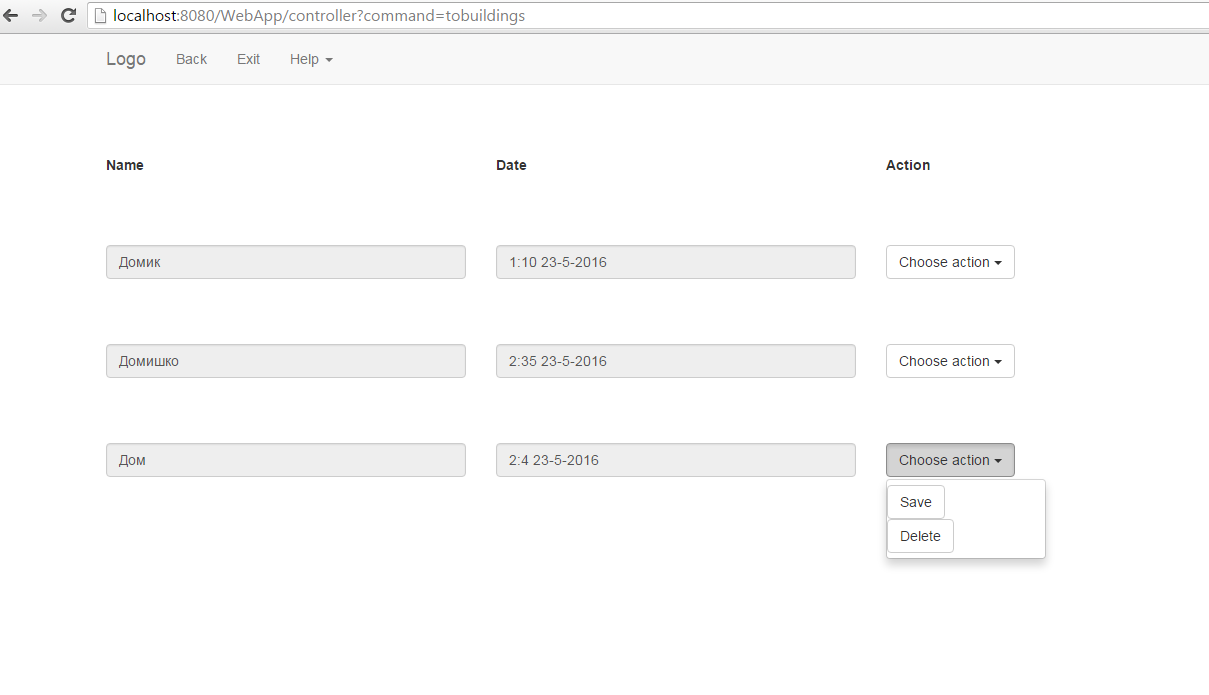 localhost:8080/WebApp/controller?command=tobuildings
Logo Back Exit Help
Name Date Action
Домик 1:10 23-5-2016 Choose action
Домишко 2:35 23-5-2016 Choose action
Дом 2:4 23-5-2016 Choose action
Save
Delete